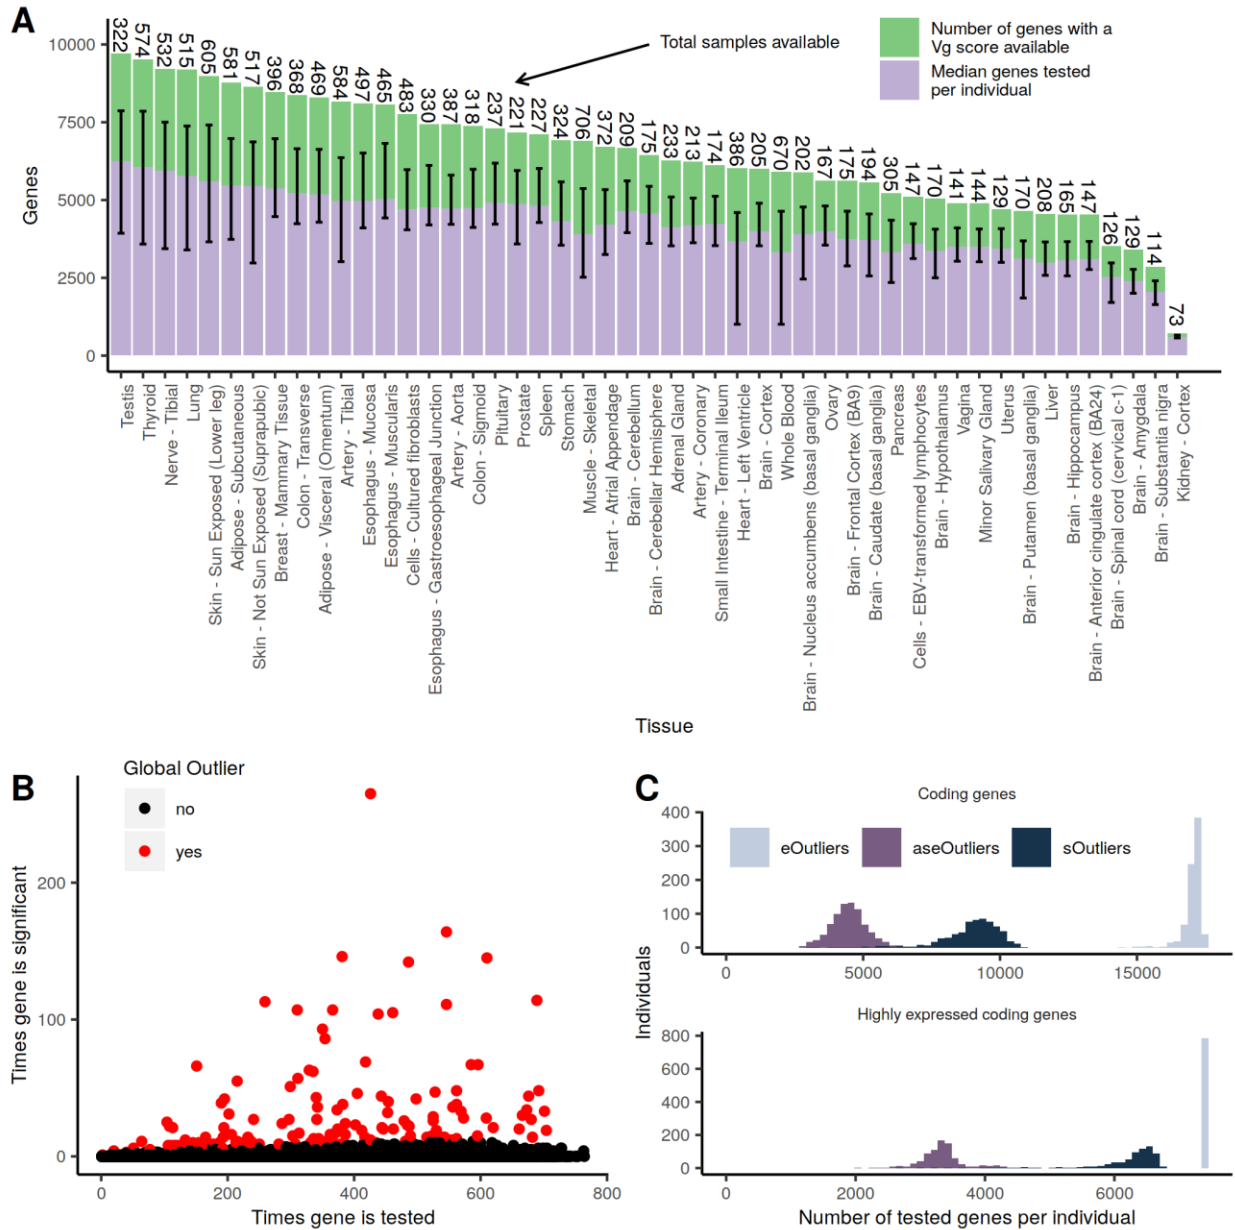 A
Number of genes with a
Vg score available
Median genes tested
per individual
Total samples available
Genes
10000
7500
5000
2500
0
322
574
532
515
605
581
517
396
368
469
584
497
465
483
330
387
318
237
221
227
324
706
372
209
175
233
213
174
386
205
670
202
167
175
194
305
147
170
141
144
129
170
208
165
147
126
129
114
73
Testis
Thyroid
Nerve - Tibial
Lung
Skin - Sun Exposed (Lower leg)
Adipose - Subcutaneous
Skin - Not Sun Exposed (Suprapubic)
Breast - Mammary Tissue
Colon - Transverse
Adipose - Visceral (Omentum)
Artery - Tibial
Esophagus - Mucosa
Esophagus - Muscularis
Cells - Cultured fibroblasts
Esophagus - Gastroesophageal Junction
Artery - Aorta
Colon - Sigmoid
Pituitary
Prostate
Spleen
Stomach
Muscle - Skeletal
Heart - Atrial Appendage
Brain - Cerebellum
Brain - Cerebellar Hemisphere
Adrenal Gland
Artery - Coronary
Small Intestine - Terminal Ileum
Heart - Left Ventricle
Brain - Cortex
Whole Blood
Brain - Nucleus accumbens (basal ganglia)
Ovary
Brain - Frontal Cortex (BA9)
Brain - Caudate (basal ganglia)
Pancreas
Cells - EBV-transformed lymphocytes
Brain - Hypothalamus
Vagina
Minor Salivary Gland
Uterus
Brain - Putamen (basal ganglia)
Liver
Brain - Hippocampus
Brain - Anterior cingulate cortex (BA24)
Brain - Spinal cord (cervical c-1)
Brain - Amygdala
Brain - Substantia nigra
Kidney - Cortex
Tissue
B
Global Outlier
no
yes
Times gene is significant
200
100
0
0
200
400
600
800
Times gene is tested
C
Coding genes
eOutliers
aseOutliers
sOutliers
400
300
200
100
0
0
5000
10000
15000
Individuals
Highly expressed coding genes
800
600
400
200
0
0
2000
4000
6000
Number of tested genes per individual